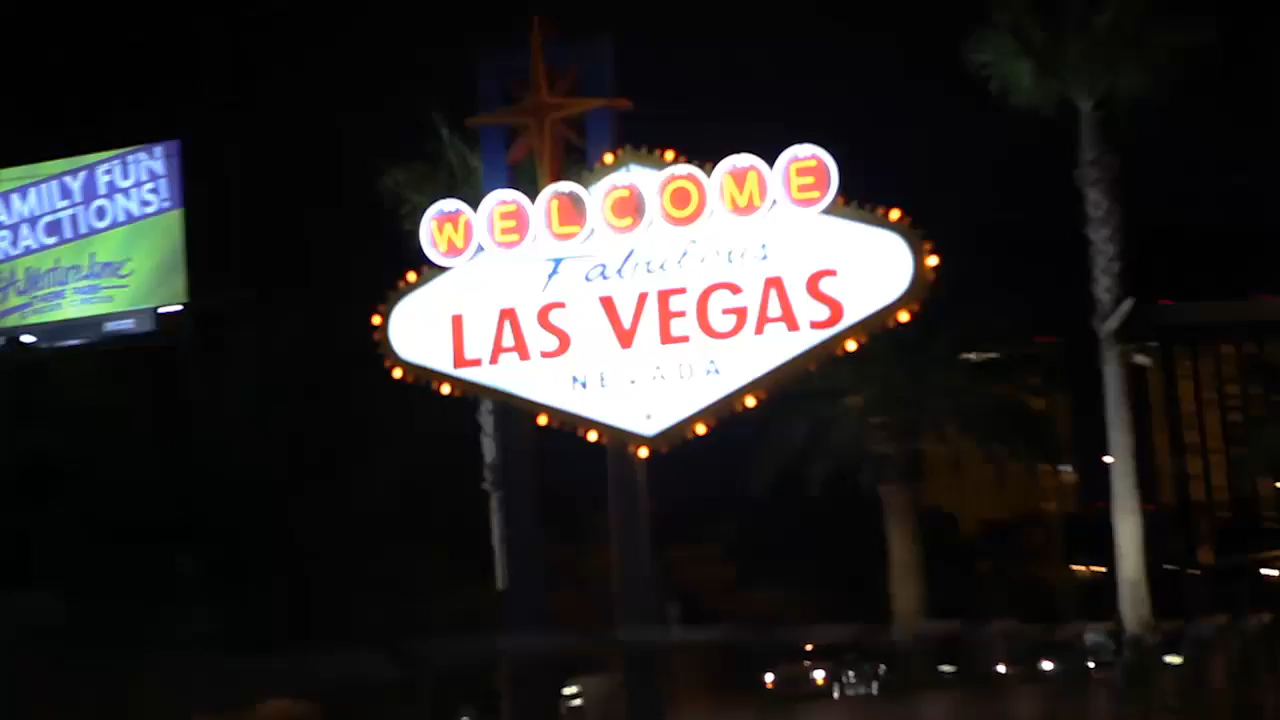 WELCOME
Fabulous
LAS VEGAS
NEVADA
AMILY FUN
RACTIONS!